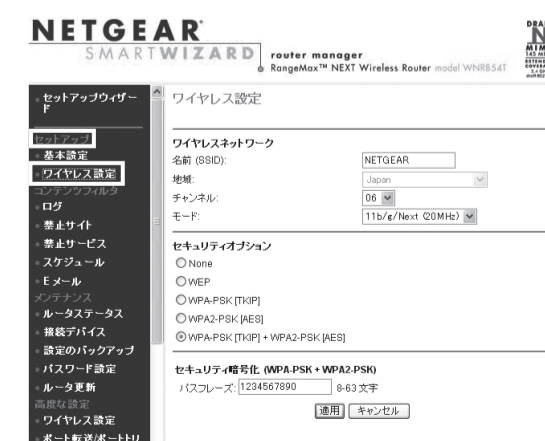 NETGEAR
SMARTWIZARD
router manager
RangeMax™ NEXT Wireless Router model WNR854T
セットアップウィザード
セットアップ
基本設定
ワイヤレス設定
コンテンツフィルタ
ログ
禁止サイト
禁止サービス
スケジュール
Eメール
メンテナンス
ルータステータス
接続デバイス
設定のバックアップ
パスワード設定
ルータ更新
高度な設定
ワイヤレス設定
ポート転送/ポートトリ
ワイヤレス設定
ワイヤレスネットワーク
名前 (SSID): NETGEAR
地域: Japan
チャンネル: 06
モード: 11b/g/Next (20MHz)
セキュリティオプション
None
WEP
WPA-PSK [TKIP]
WPA2-PSK [AES]
WPA-PSK [TKIP] + WPA2-PSK [AES]
セキュリティ暗号化 (WPA-PSK + WPA2-PSK)
パスフレーズ: 1234567890 8-63 文字
適用 キャンセル